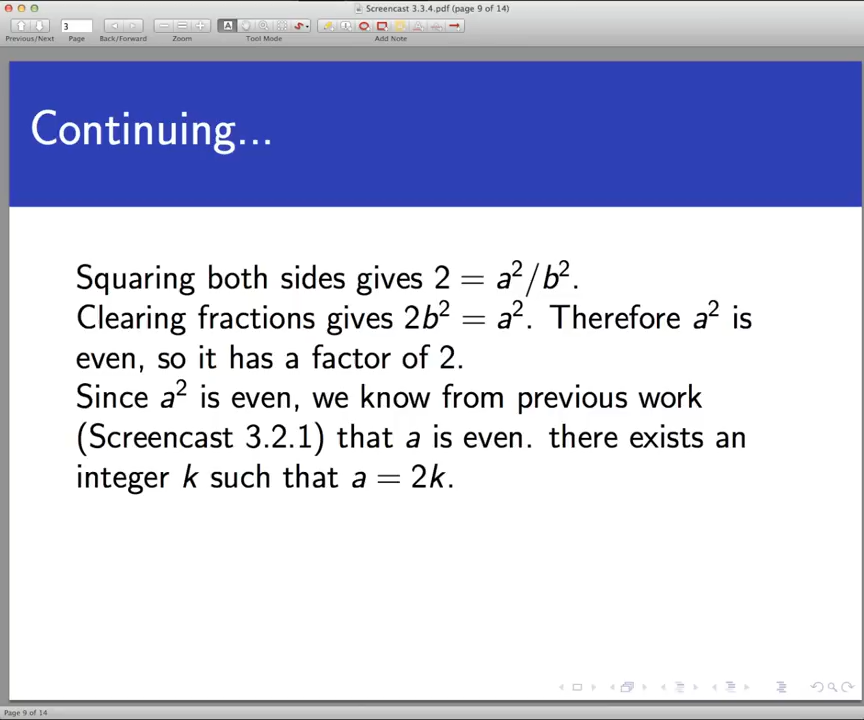 Screencast 3.3.4.pdf (page 9 of 14)
3
Previous/Next Page Back/Forward Zoom Tool Mode Add Note
Continuing...
Squaring both sides gives 2 = a²/b².
Clearing fractions gives 2b² = a². Therefore a² is
even, so it has a factor of 2.
Since a² is even, we know from previous work
(Screencast 3.2.1) that a is even. there exists an
integer k such that a = 2k.
Page 9 of 14